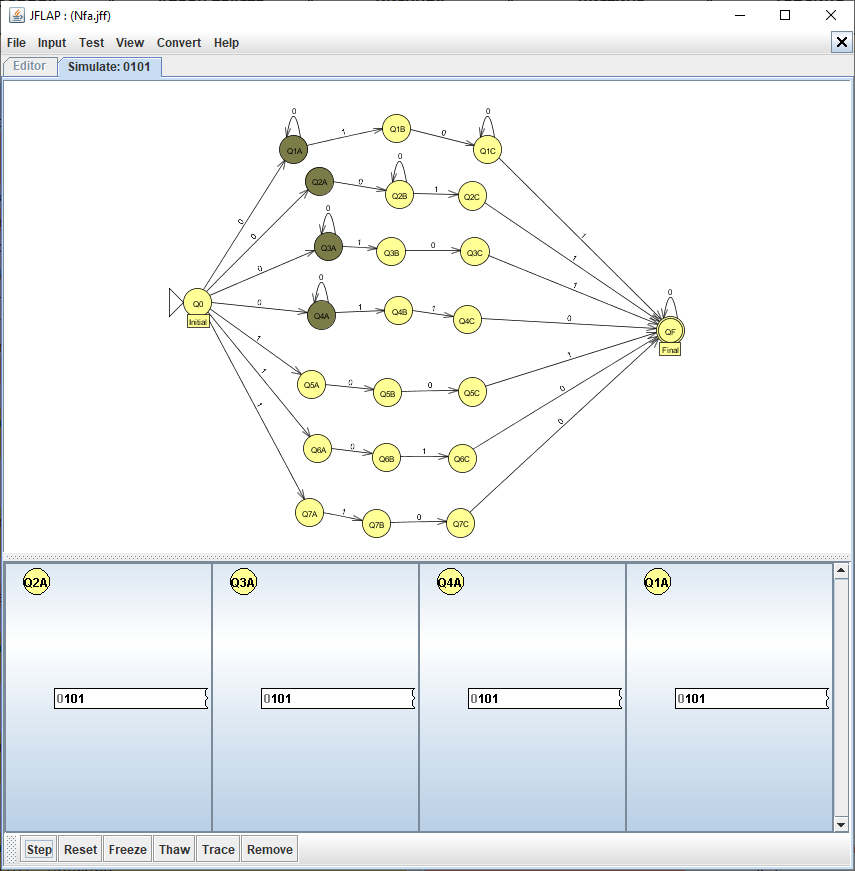 JFLAP : (Nfa.jff)
File Input Test View Convert Help
Editor Simulate: 0101
0 0
Q1A 1 Q1B 0 Q1C
0
Q2A 0 Q2B 1 Q2C
0
Q3A 1 Q3B 0 Q3C
0
Q4A 1 Q4B 1 Q4C 0
0 0 0 0
1 1 1
1 1 1
Q0
Initial
0
QF
Final
Q5A 0 Q5B 0 Q5C 1
Q6A 0 Q6B 1 Q6C 0
Q7A 1 Q7B 0 Q7C 0
Q2A Q3A Q4A Q1A
0101 0101 0101 0101
Step Reset Freeze Thaw Trace Remove